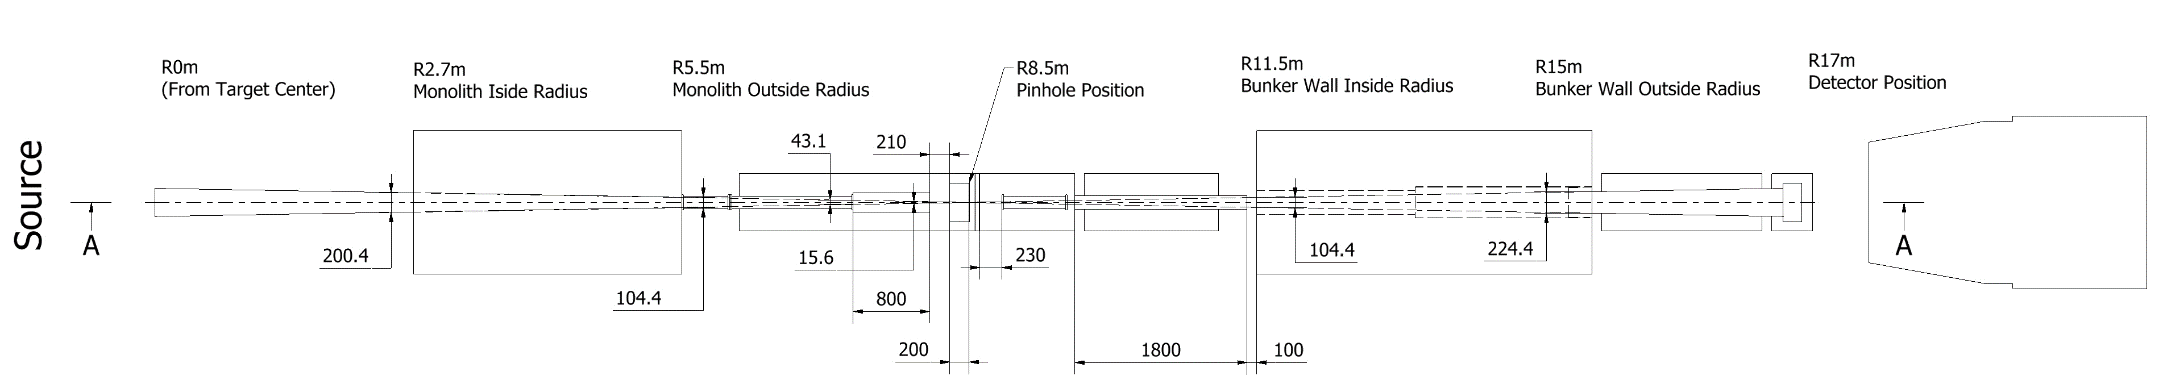 Source
R0m
(From Target Center)
R2.7m
Monolith Iside Radius
R5.5m
Monolith Outside Radius
R8.5m
Pinhole Position
R11.5m
Bunker Wall Inside Radius
R15m
Bunker Wall Outside Radius
R17m
Detector Position
43.1
210
A
200.4
104.4
15.6
800
230
200
1800
100
104.4
224.4
A